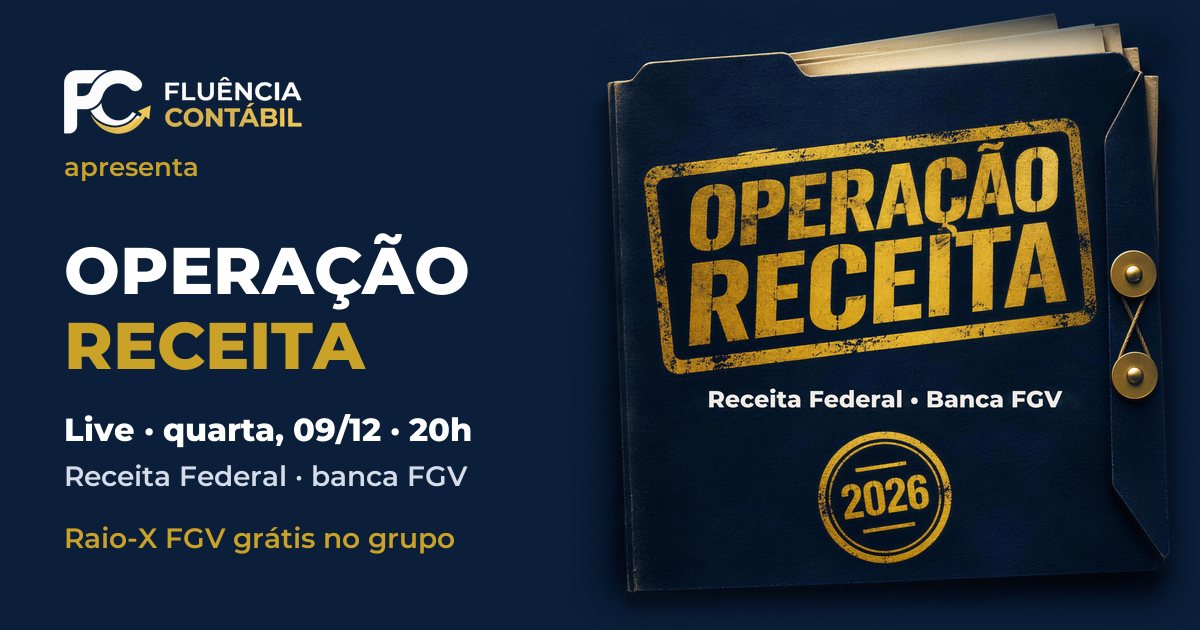 FC FLUÊNCIA
CONTÁBIL
apresenta
OPERAÇÃO
RECEITA
Live • quarta, 09/12 • 20h
Receita Federal • banca FGV
Raio-X FGV grátis no grupo
OPERAÇÃO
RECEITA
Receita Federal • Banca FGV
2026